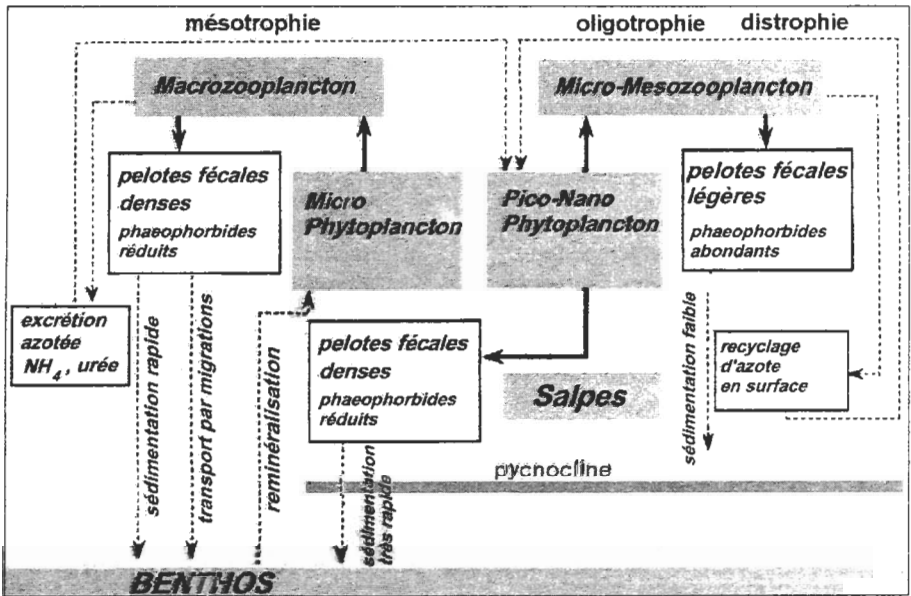 mésotrophie
oligotrophie
distrophie
Macrozooplancton
Micro-Mesozooplancton
pelotes fécales
denses
phaeophorbides
réduits
Micro
Phytoplancton
Pico-Nano
Phytoplancton
pelotes fécales
légères
phaeophorbides
abondants
excrétion
azotée
NH4, urée
sédimentation rapide
transport par migrations
reminéralisation
pelotes fécales
denses
phaeophorbides
réduits
Salpes
sédimentation faible
recyclage
d'azote
en surface
pycnocline
sédimentation
très rapide
BENTHOS